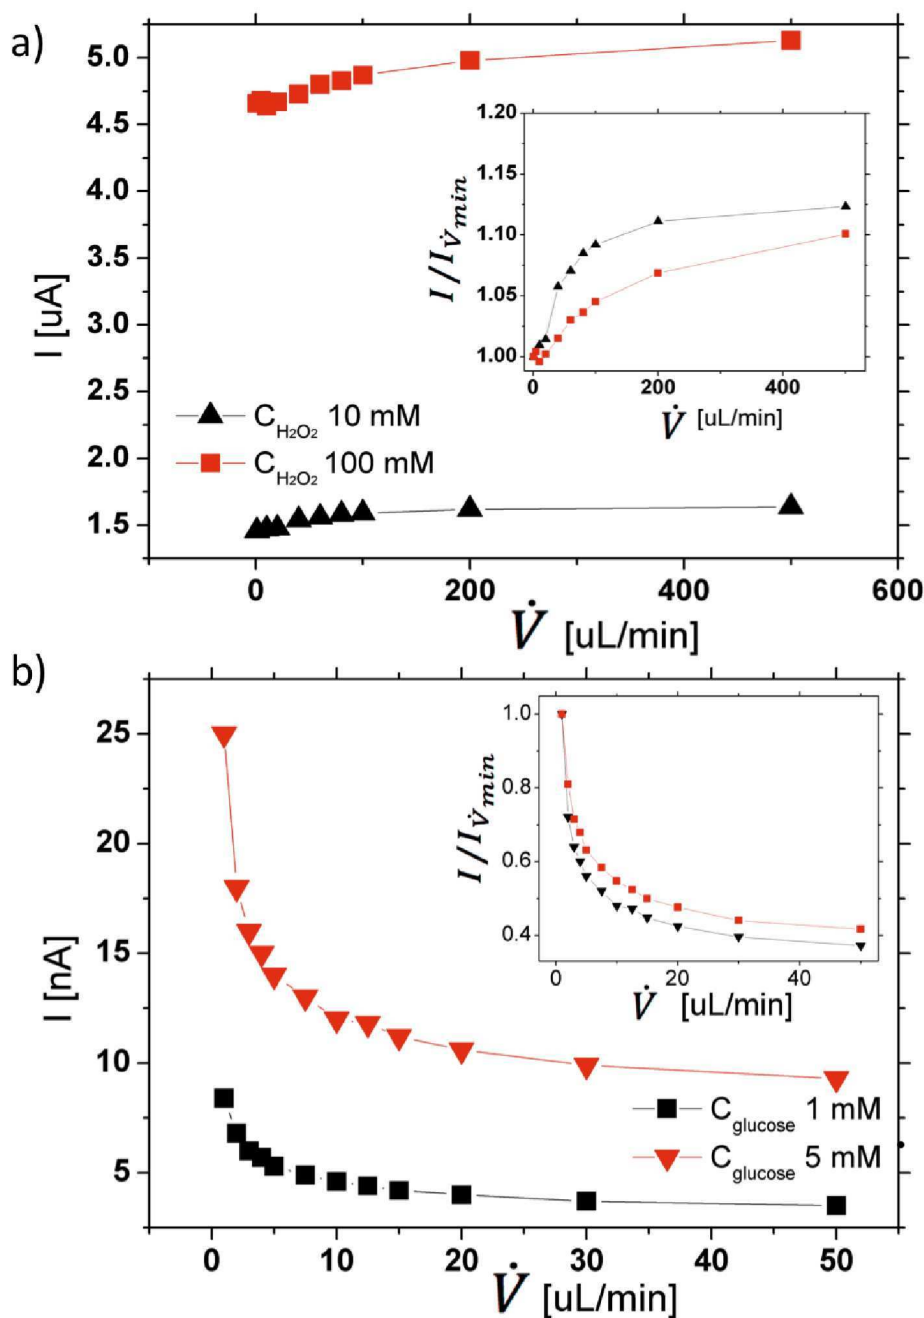 a)
I [uA]
5.0
4.5
4.0
3.5
3.0
2.5
2.0
1.5
0
200
400
600
V̇ [uL/min]
C_H₂O₂ 10 mM
C_H₂O₂ 100 mM
I/I_V̇min
1.20
1.15
1.10
1.05
1.00
0
200
400
V̇ [uL/min]
b)
I [nA]
25
20
15
10
5
0
10
20
30
40
50
V̇ [uL/min]
I/I_V̇min
1.0
0.8
0.6
0.4
0
20
40
V̇ [uL/min]
C_glucose 1 mM
C_glucose 5 mM